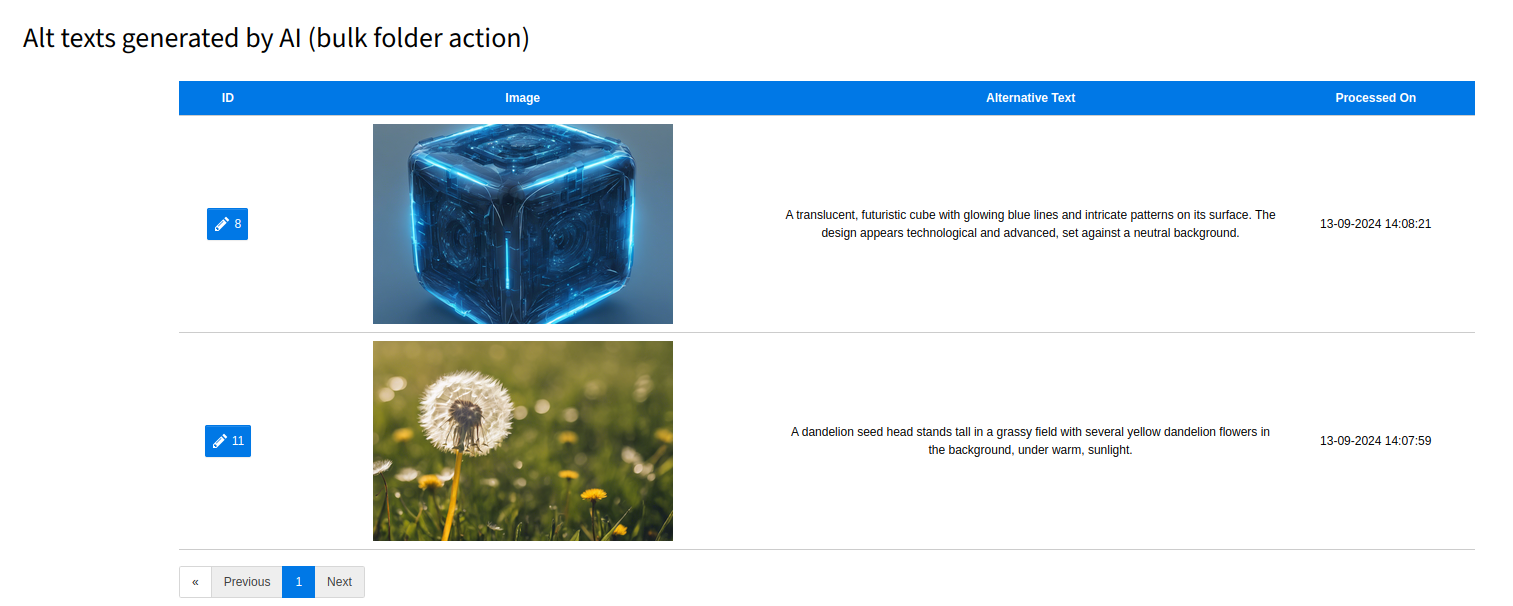 Alt texts generated by AI (bulk folder action)
ID Image Alternative Text Processed On
8
A translucent, futuristic cube with glowing blue lines and intricate patterns on its surface. The
design appears technological and advanced, set against a neutral background.
13-09-2024 14:08:21
11
A dandelion seed head stands tall in a grassy field with several yellow dandelion flowers in
the background, under warm, sunlight.
13-09-2024 14:07:59
« Previous 1 Next